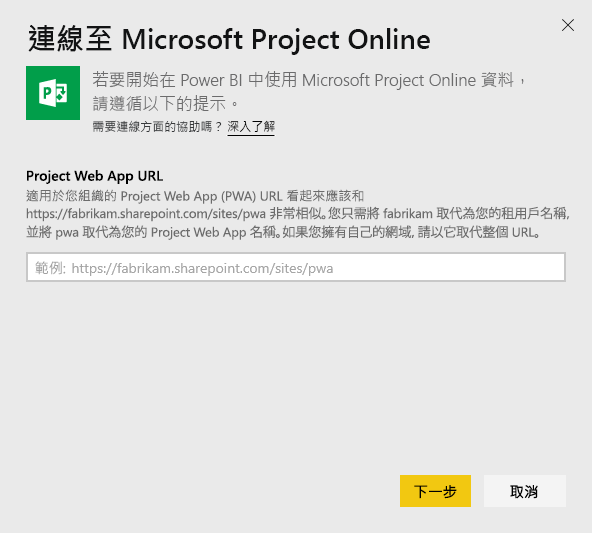 連線至 Microsoft Project Online
若要開始在 Power BI 中使用 Microsoft Project Online 資料，
請遵循以下的提示。
需要連線方面的協助嗎？ 深入了解
Project Web App URL
適用於您組織的 Project Web App (PWA) URL 看起來應該和
https://fabrikam.sharepoint.com/sites/pwa 非常相似。您只需將 fabrikam 取代為您的租用戶名稱,
並將 pwa 取代為您的 Project Web App 名稱。如果您擁有自己的網域, 請以它取代整個 URL。
範例: https://fabrikam.sharepoint.com/sites/pwa
下一步 取消